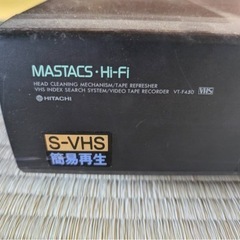 MASTACS·Hi-Fi
HEAD CLEANING MECHANISM/TAPE REFRESHER
VHS INDEX SEARCH SYSTEM/VIDEO TAPE RECORDER VT-F480 VHS
HITACHI
S-VHS
簡易再生